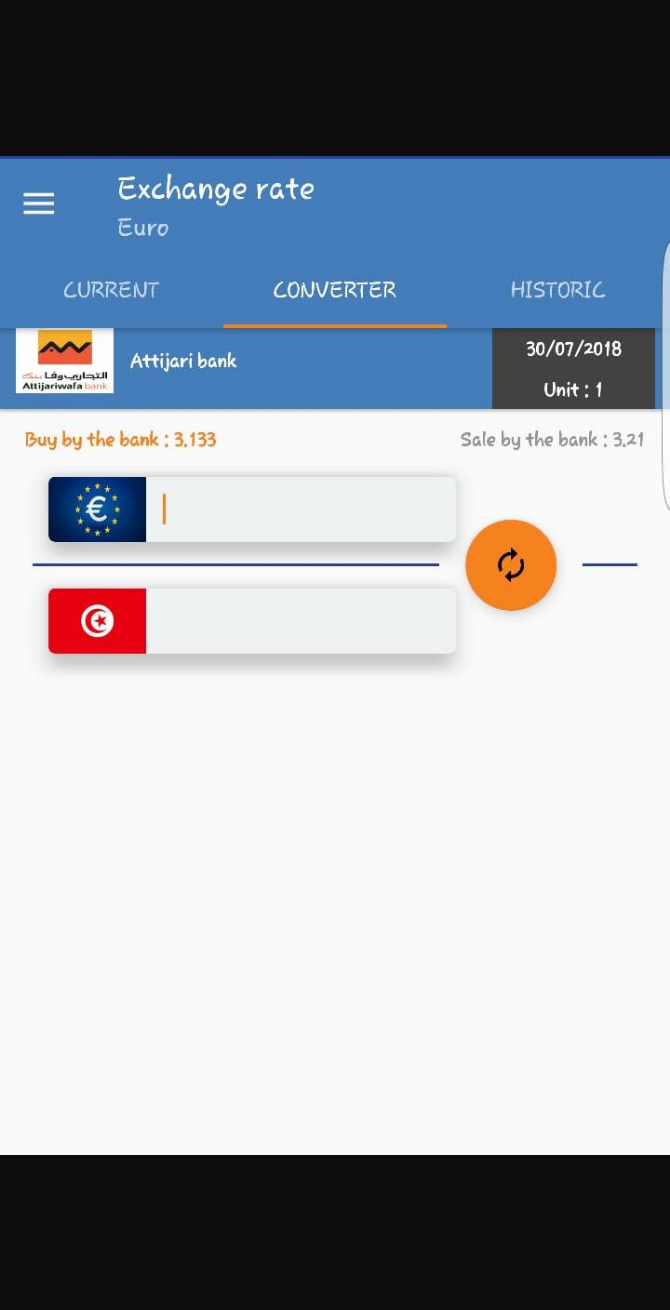 Exchange rate
Euro
CURRENT
CONVERTER
HISTORIC
التجاري وفا بنك
Attijariwafa bank
Attijari bank
30/07/2018
Unit : 1
Buy by the bank : 3.133
Sale by the bank : 3.21
€